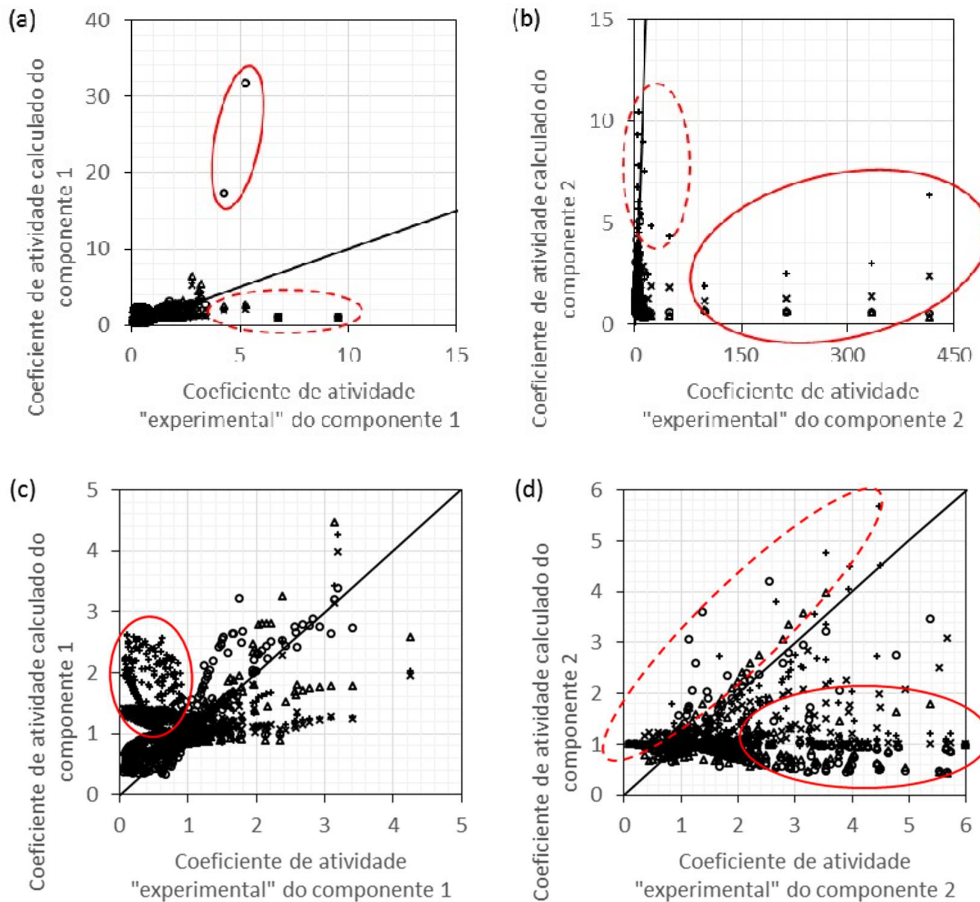 (a)
Coeficiente de atividade calculado do
componente 1
40
30
20
10
0
0
5
10
15
Coeficiente de atividade
"experimental" do componente 1
(b)
Coeficiente de atividade calculado do
componente 2
15
10
5
0
0
150
300
450
Coeficiente de atividade
"experimental" do componente 2
(c)
Coeficiente de atividade calculado do
componente 1
5
4
3
2
1
0
0
1
2
3
4
5
Coeficiente de atividade
"experimental" do componente 1
(d)
Coeficiente de atividade calculado do
componente 2
6
5
4
3
2
1
0
0
1
2
3
4
5
6
Coeficiente de atividade
"experimental" do componente 2